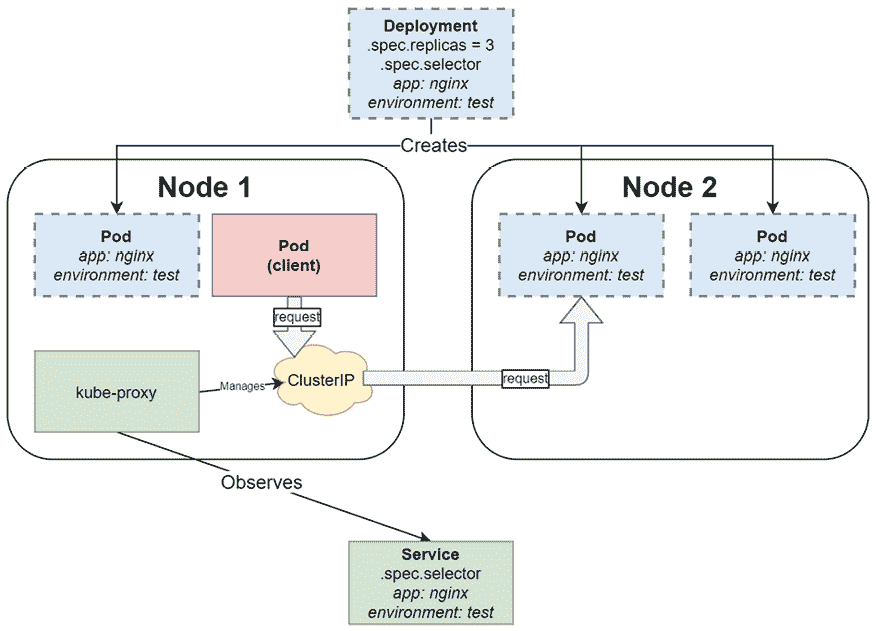 Deployment
.spec.replicas = 3
.spec.selector
app: nginx
environment: test
Creates
Node 1
Node 2
Pod
app: nginx
environment: test
Pod
(client)
Pod
app: nginx
environment: test
Pod
app: nginx
environment: test
request
kube-proxy
Manages
ClusterIP
request
Observes
Service
.spec.selector
app: nginx
environment: test